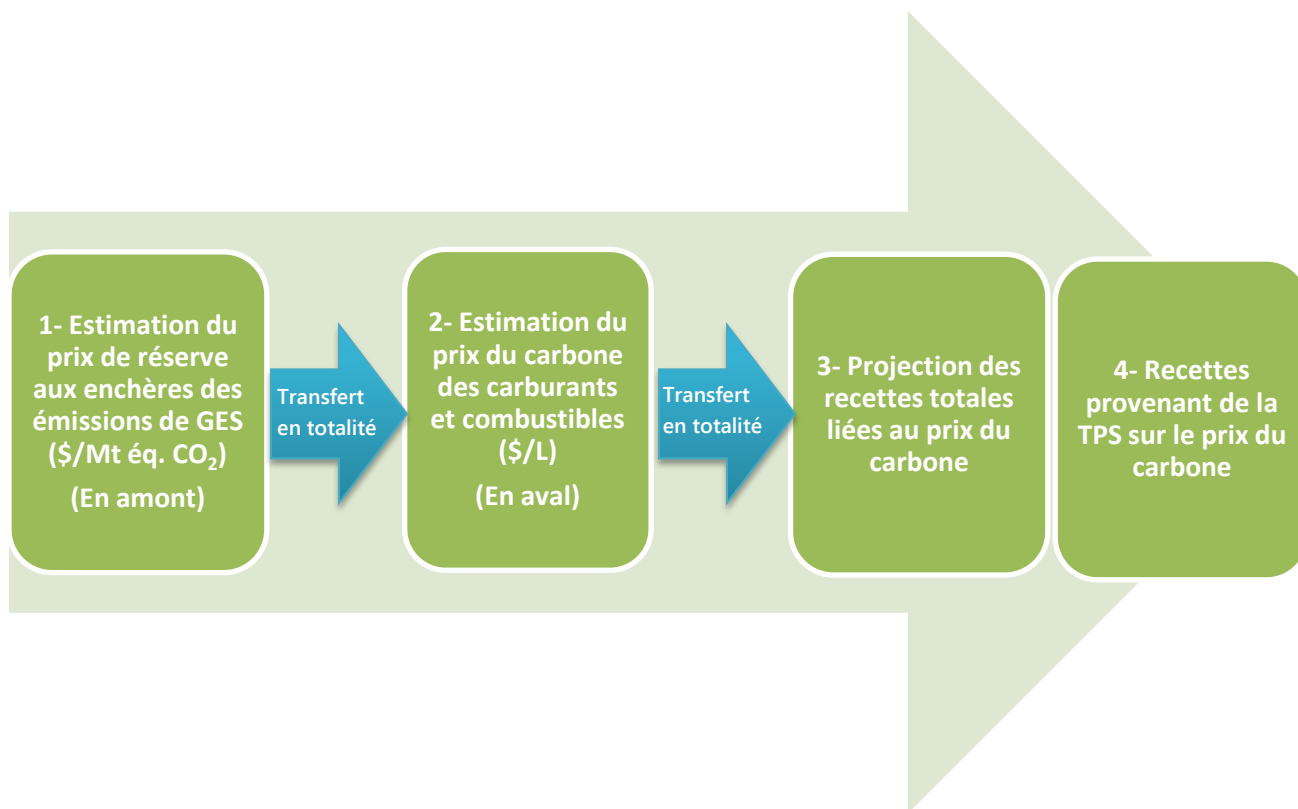 1- Estimation du
prix de réserve
aux enchères des
émissions de GES
($/Mt éq. CO₂)
(En amont)
Transfert
en totalité
2- Estimation du
prix du carbone
des carburants
et combustibles
($/L)
(En aval)
Transfert
en totalité
3- Projection des
recettes totales
liées au prix du
carbone
4- Recettes
provenant de la
TPS sur le prix du
carbone